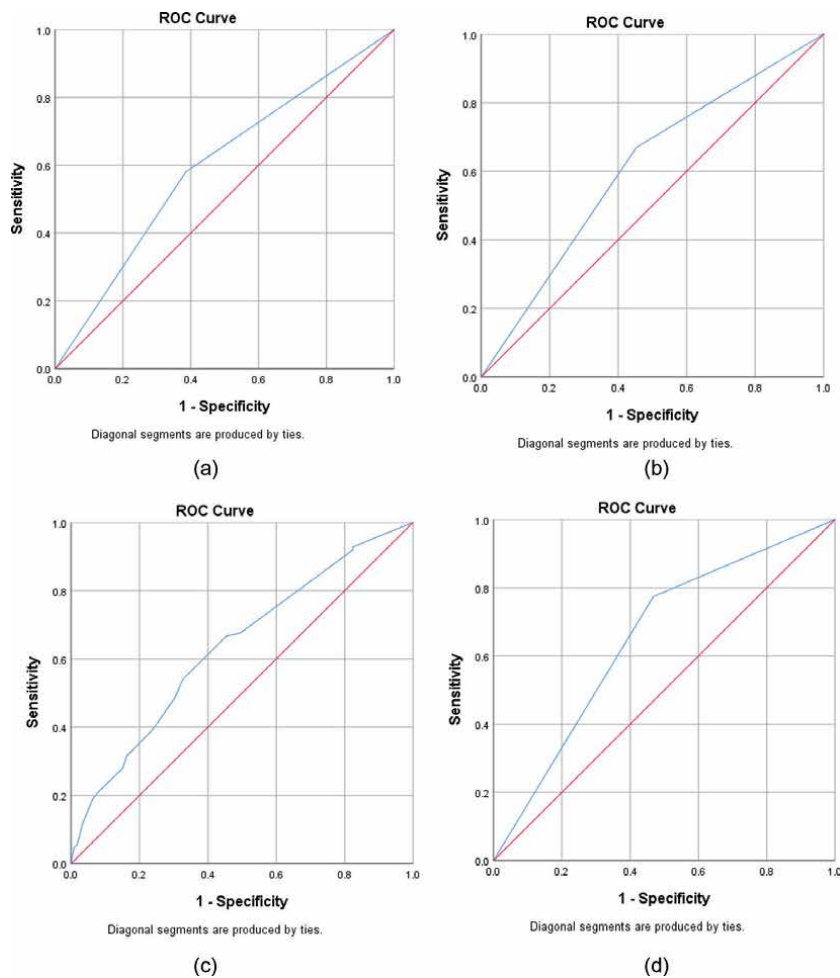 ROC Curve
1.0
0.8
0.6
0.4
0.2
0.0
Sensitivity
0.0 0.2 0.4 0.6 0.8 1.0
1 - Specificity
Diagonal segments are produced by ties.
(a)
ROC Curve
1.0
0.8
0.6
0.4
0.2
0.0
Sensitivity
0.0 0.2 0.4 0.6 0.8 1.0
1 - Specificity
Diagonal segments are produced by ties.
(b)
ROC Curve
1.0
0.8
0.6
0.4
0.2
0.0
Sensitivity
0.0 0.2 0.4 0.6 0.8 1.0
1 - Specificity
Diagonal segments are produced by ties.
(c)
ROC Curve
1.0
0.8
0.6
0.4
0.2
0.0
Sensitivity
0.0 0.2 0.4 0.6 0.8 1.0
1 - Specificity
Diagonal segments are produced by ties.
(d)